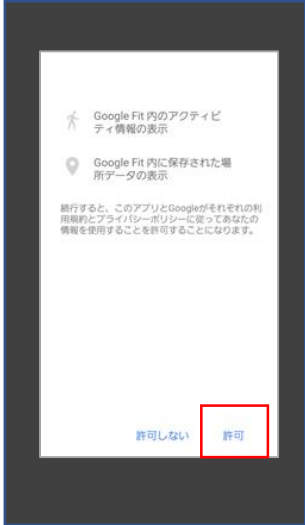 Google Fit 内のアクティビ
ティ情報の表示
Google Fit 内に保存された場
所データの表示
続行すると、このアプリとGoogleがそれぞれの利
用規約とプライバシーポリシーに従ってあなたの
情報を使用することを許可することになります。
許可しない 許可